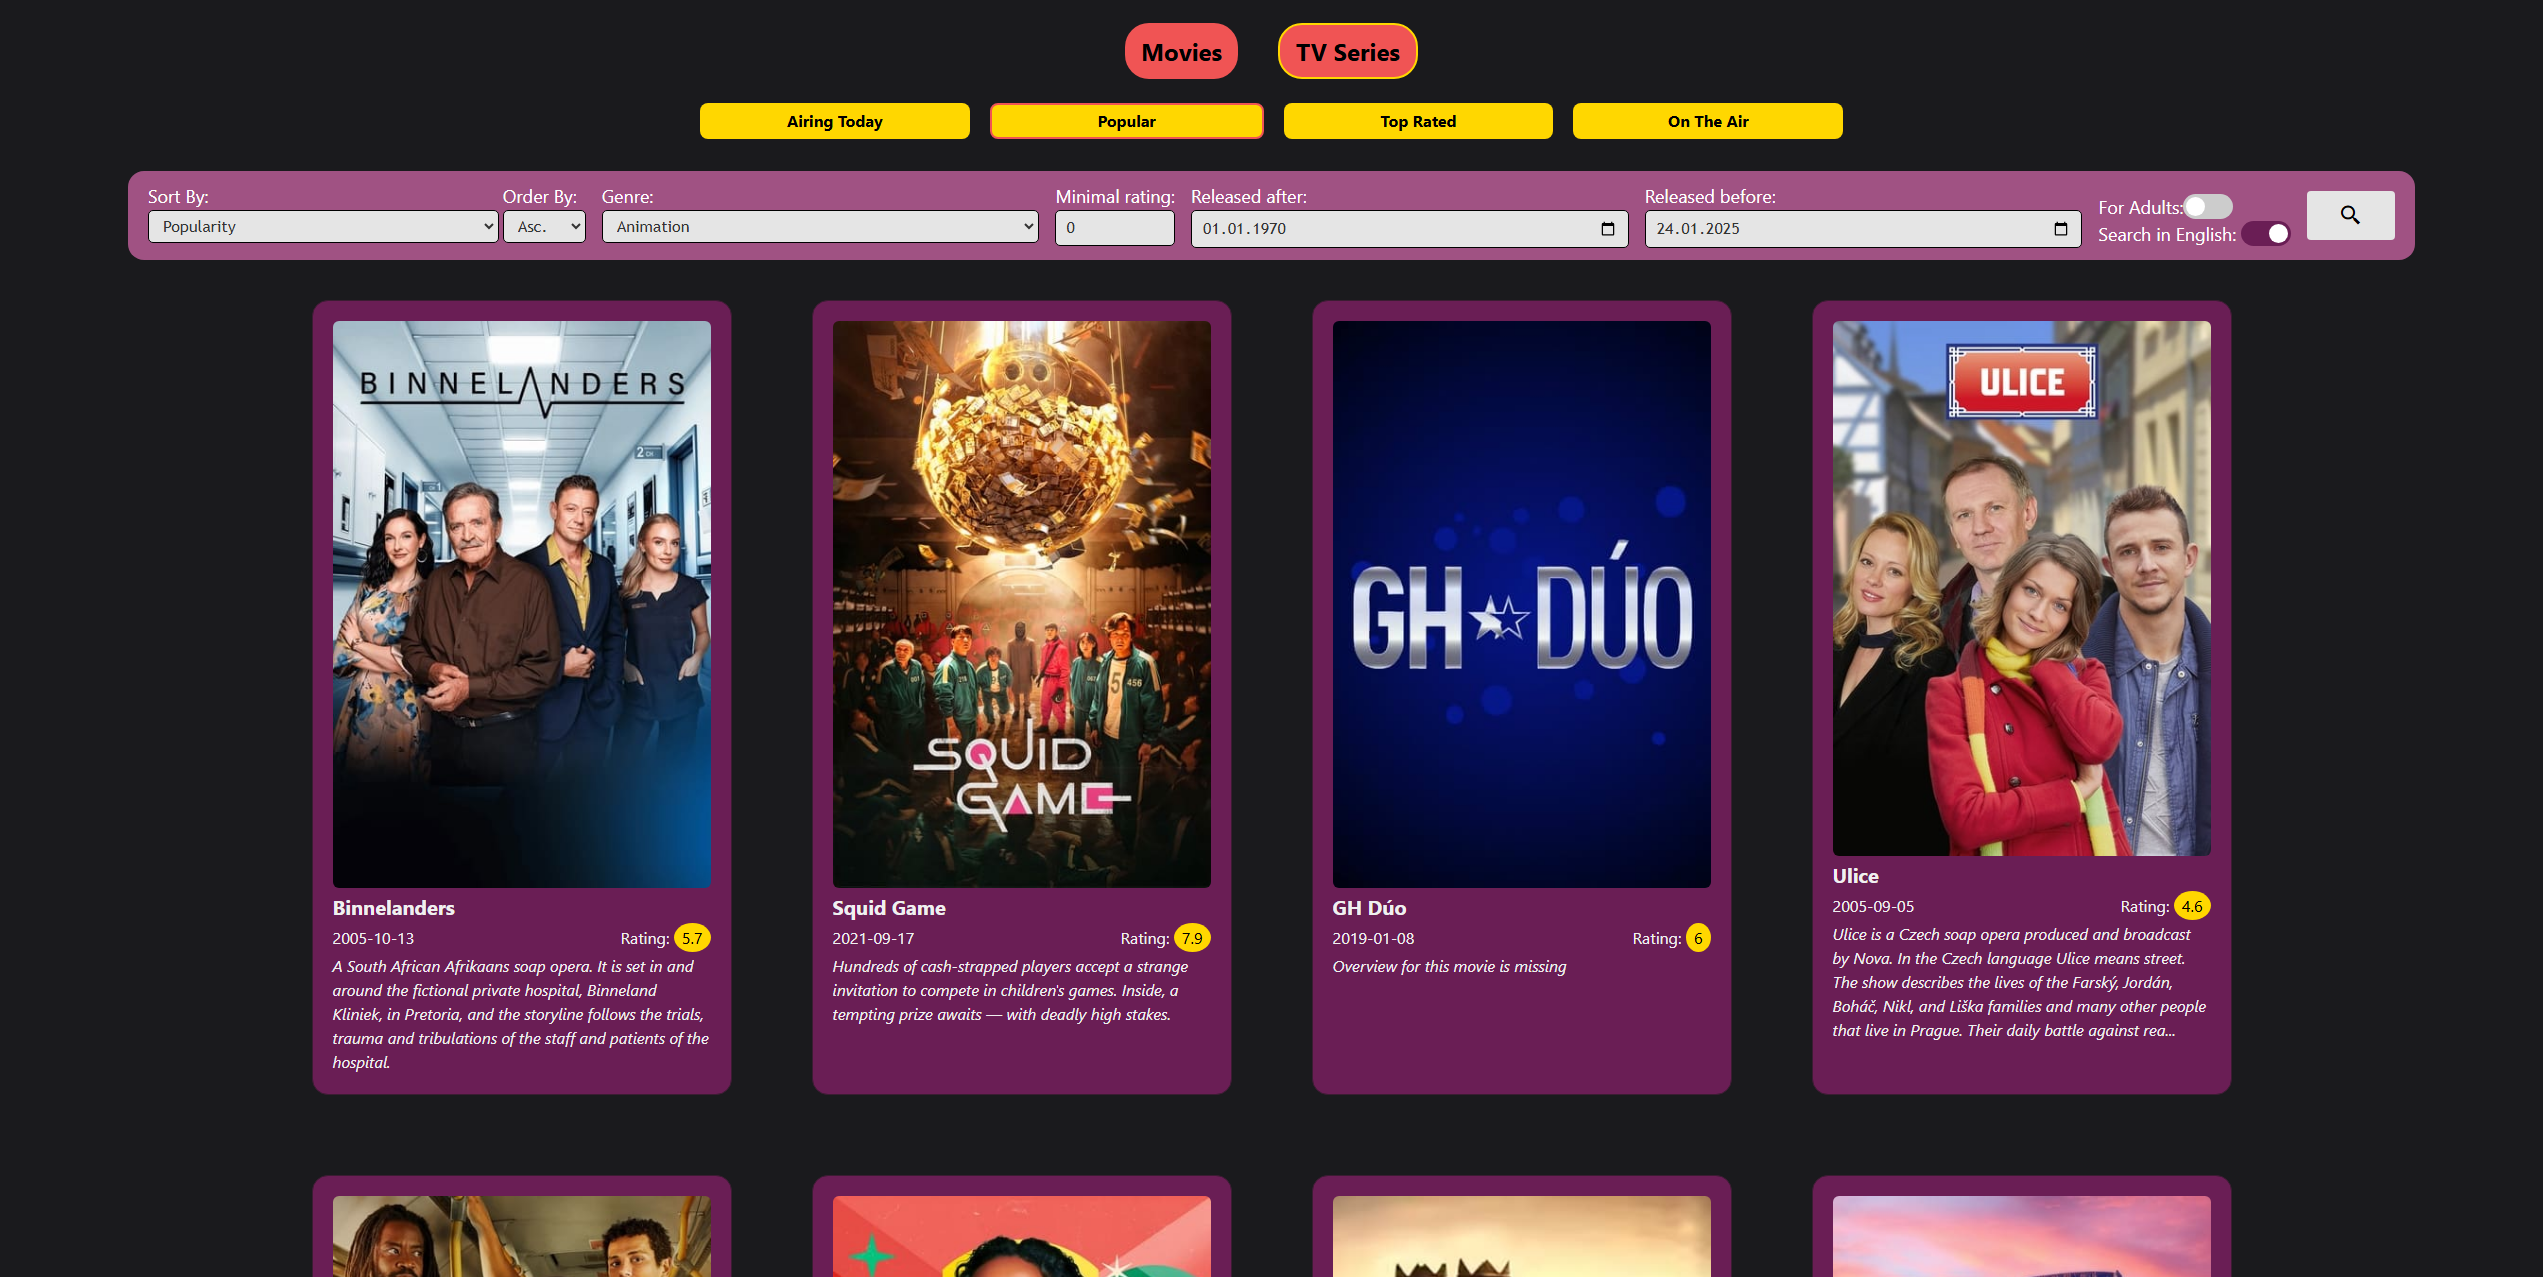 Movies
TV Series
Airing Today
Popular
Top Rated
On The Air
Sort By:
Order By:
Genre:
Minimal rating:
Released after:
Released before:
Popularity
Asc.
Animation
0
01.01.1970
24.01.2025
For Adults:
Search in English:
BINNELANDERS
2
1
SQUID
GAME
001
218
067
456
GH DÚO
ULICE
Binnelanders
2005-10-13
Rating: 5.7
A South African Afrikaans soap opera. It is set in and
around the fictional private hospital, Binneland
Kliniek, in Pretoria, and the storyline follows the trials,
trauma and tribulations of the staff and patients of the
hospital.
Squid Game
2021-09-17
Rating: 7.9
Hundreds of cash-strapped players accept a strange
invitation to compete in children's games. Inside, a
tempting prize awaits — with deadly high stakes.
GH Dúo
2019-01-08
Rating: 6
Overview for this movie is missing
Ulice
2005-09-05
Rating: 4.6
Ulice is a Czech soap opera produced and broadcast
by Nova. In the Czech language Ulice means street.
The show describes the lives of the Farský, Jordán,
Boháč, Nikl, and Liška families and many other people
that live in Prague. Their daily battle against rea...